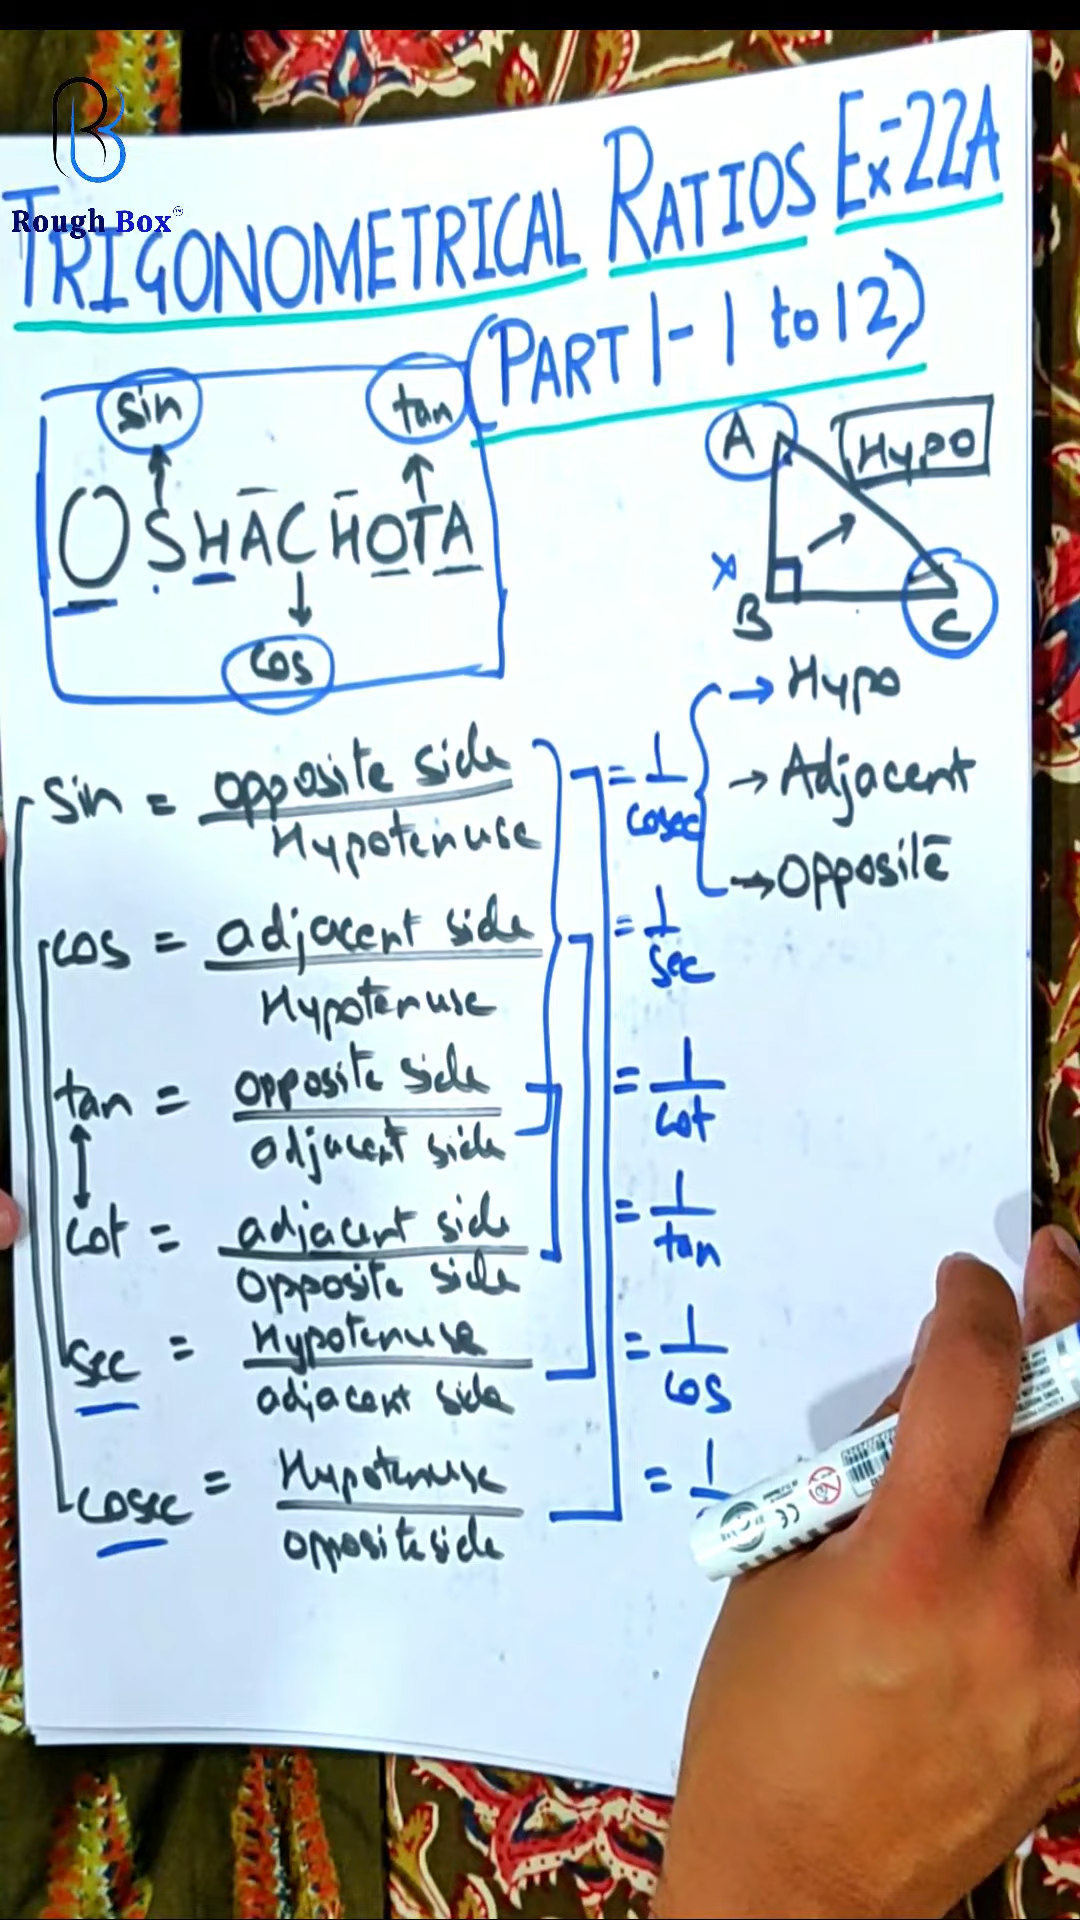 Rough Box™
TRIGONOMETRICAL RATIOS Ex-22A
(PART 1- 1 to 12)
sin
tan
O S H A C H O T A
cos
A
Hypo
B
C
→ Hypo
→ Adjacent
→ Opposite
sin = opposite side / Hypotenuse = 1/cosec
cos = adjacent side / Hypotenuse = 1/sec
tan = opposite side / adjacent side = 1/cot
cot = adjacent side / opposite side = 1/tan
sec = Hypotenuse / adjacent side = 1/cos
cosec = Hypotenuse / opposite side = 1